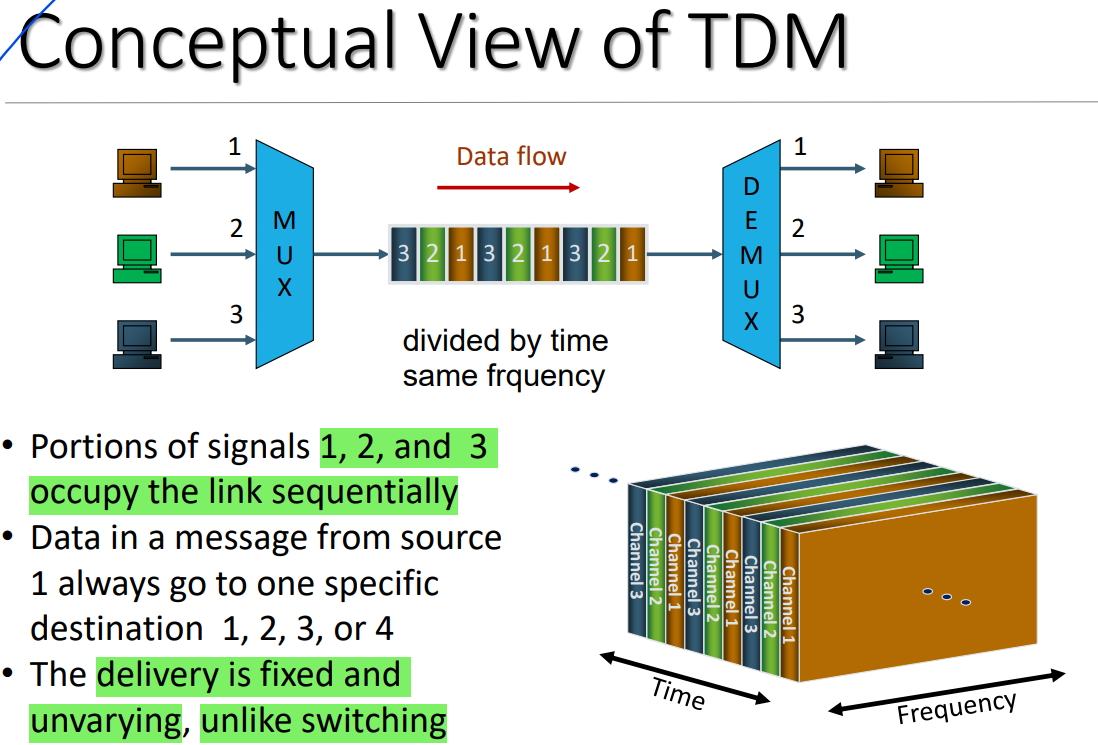 Conceptual View of TDM
1
2
3
M
U
X
Data flow
3 2 1 3 2 1 3 2 1
D
E
M
U
X
1
2
3
divided by time
same frquency
• Portions of signals 1, 2, and 3
occupy the link sequentially
• Data in a message from source
1 always go to one specific
destination 1, 2, 3, or 4
• The delivery is fixed and
unvarying, unlike switching
Channel 3
Channel 2
Channel 1
Channel 3
Channel 2
Channel 1
Channel 3
Channel 2
Channel 1
Time
Frequency